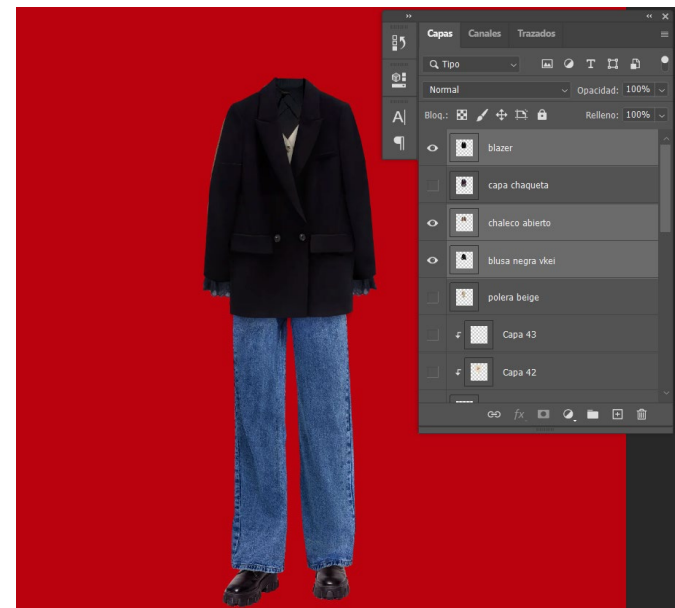 Capas Canales Trazados
Tipo
Normal Opacidad: 100%
Bloq.: Relleno: 100%
blazer
capa chaqueta
chaleco abierto
blusa negra vkei
polera beige
Capa 43
Capa 42
fx